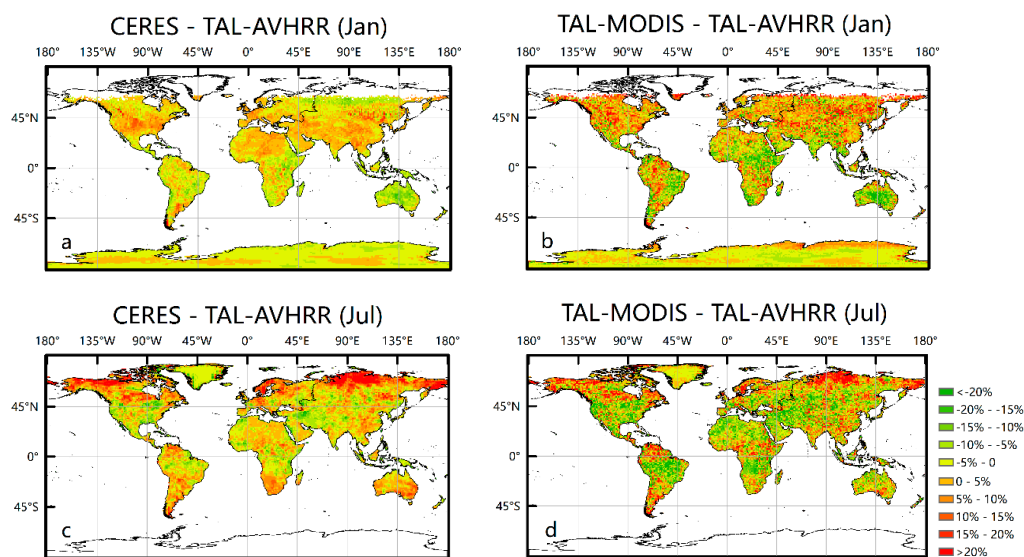 CERES - TAL-AVHRR (Jan)
180° 135°W 90°W 45°W 0° 45°E 90°E 135°E 180°
45°N
0°
45°S
a
TAL-MODIS - TAL-AVHRR (Jan)
180° 135°W 90°W 45°W 0° 45°E 90°E 135°E 180°
45°N
0°
45°S
b
CERES - TAL-AVHRR (Jul)
180° 135°W 90°W 45°W 0° 45°E 90°E 135°E 180°
45°N
0°
45°S
c
TAL-MODIS - TAL-AVHRR (Jul)
180° 135°W 90°W 45°W 0° 45°E 90°E 135°E 180°
45°N
0°
45°S
d
<-20%
-20% - -15%
-15% - -10%
-10% - -5%
-5% - 0
0 - 5%
5% - 10%
10% - 15%
15% - 20%
>20%